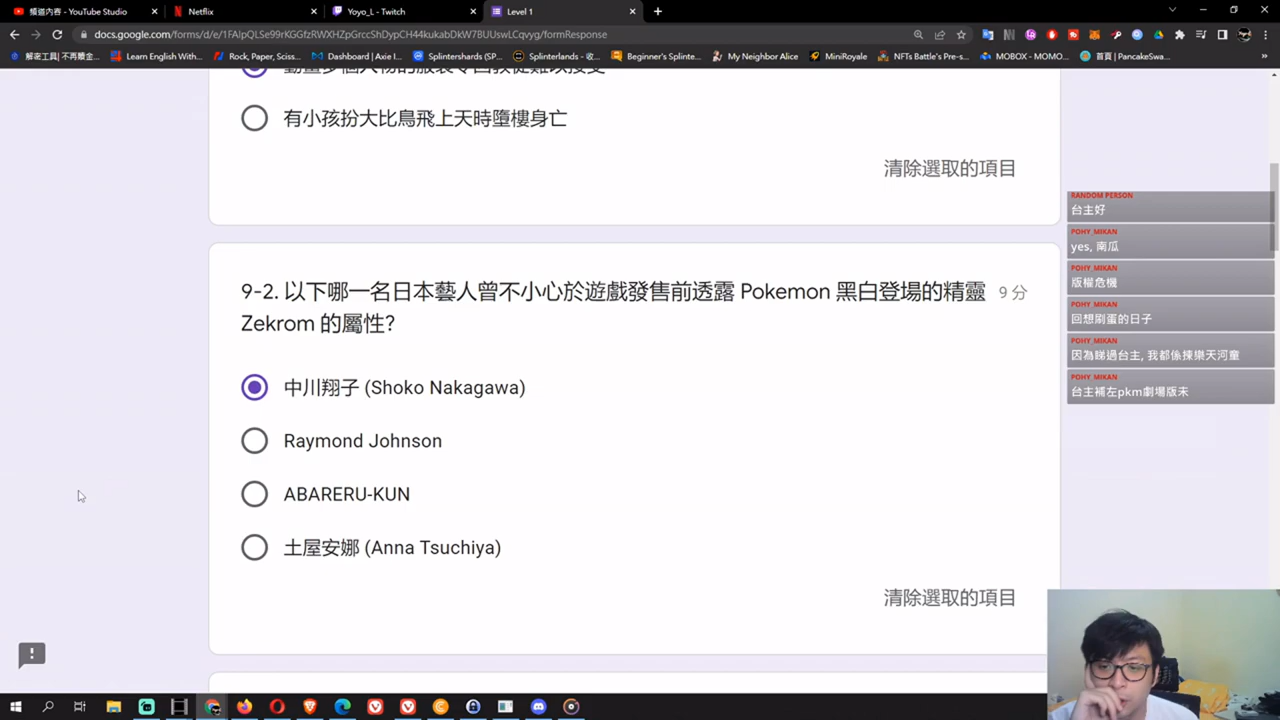 頻道內容 - YouTube Studio
Netflix
Yoyo_L - Twitch
Level 1
docs.google.com/forms/d/e/1FAIpQLSe99rKGGfzRWXHZpGrccShDypCH44kukabDkW7BUUswLCqvyg/formResponse
Learn English With...
Rock, Paper, Scissor...
Dashboard | Axie I...
Splintershards (SP...
Splinterlands - Coll...
Beginner's Splinte...
My Neighbor Alice
MiniRoyale
NFTs Battle's Pre-s...
MOBOX - MOMO...
首頁 | PancakeSwa...
有小孩扮大比鳥飛上天時墮樓身亡
清除選取的項目
9-2. 以下哪一名日本藝人曾不小心於遊戲發售前透露 Pokemon 黑白登場的精靈
Zekrom 的屬性?
9 分
中川翔子 (Shoko Nakagawa)
Raymond Johnson
ABARERU-KUN
土屋安娜 (Anna Tsuchiya)
清除選取的項目
RANDOM PERSON
台主好
POHY_MIKAN
yes, 南瓜
POHY_MIKAN
版權危機
POHY_MIKAN
回想刷蛋的日子
POHY_MIKAN
因為睇過台主, 我都係揀樂天河童
POHY_MIKAN
台主補左pkm劇場版未